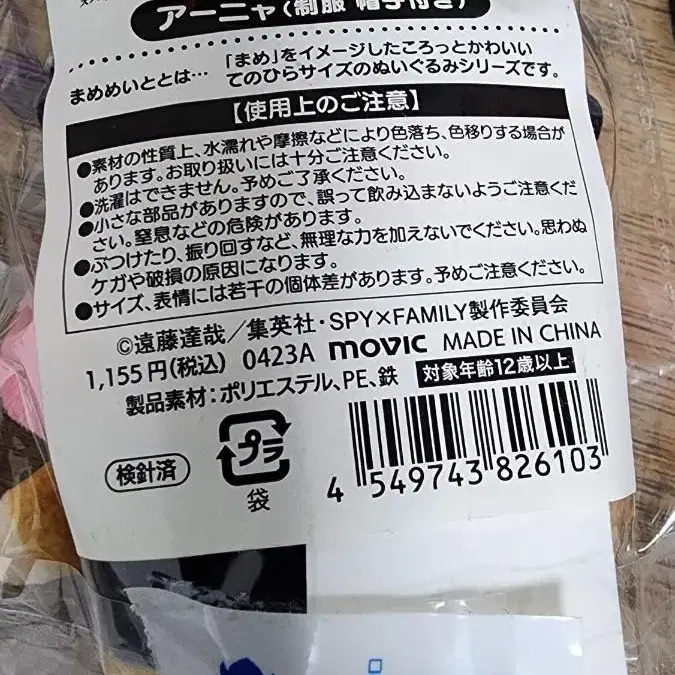 アーニャ(制服 帽子付き)
まめめいととは… 「まめ」をイメージしたころっとかわいい
てのひらサイズのぬいぐるみシリーズです。
【使用上のご注意】
●素材の性質上、水濡れや摩擦などにより色落ち、色移りする場合が
あります。お取り扱いには十分ご注意ください。
●洗濯はできません。予めご了承ください。
●小さな部品がありますので、誤って飲み込まないようご注意くだ
さい。窒息などの危険があります。
●ぶつけたり、振り回すなど、無理な力を加えないでください。思わぬ
ケガや破損の原因になります。
●サイズ、表情には若干の個体差があります。予めご注意ください。
©遠藤達哉/集英社・SPY×FAMILY製作委員会
1,155円(税込) 0423A movic MADE IN CHINA
製品素材:ポリエステル、PE、鉄 対象年齢12歳以上
検針済
プラ
袋
4 549743 826103